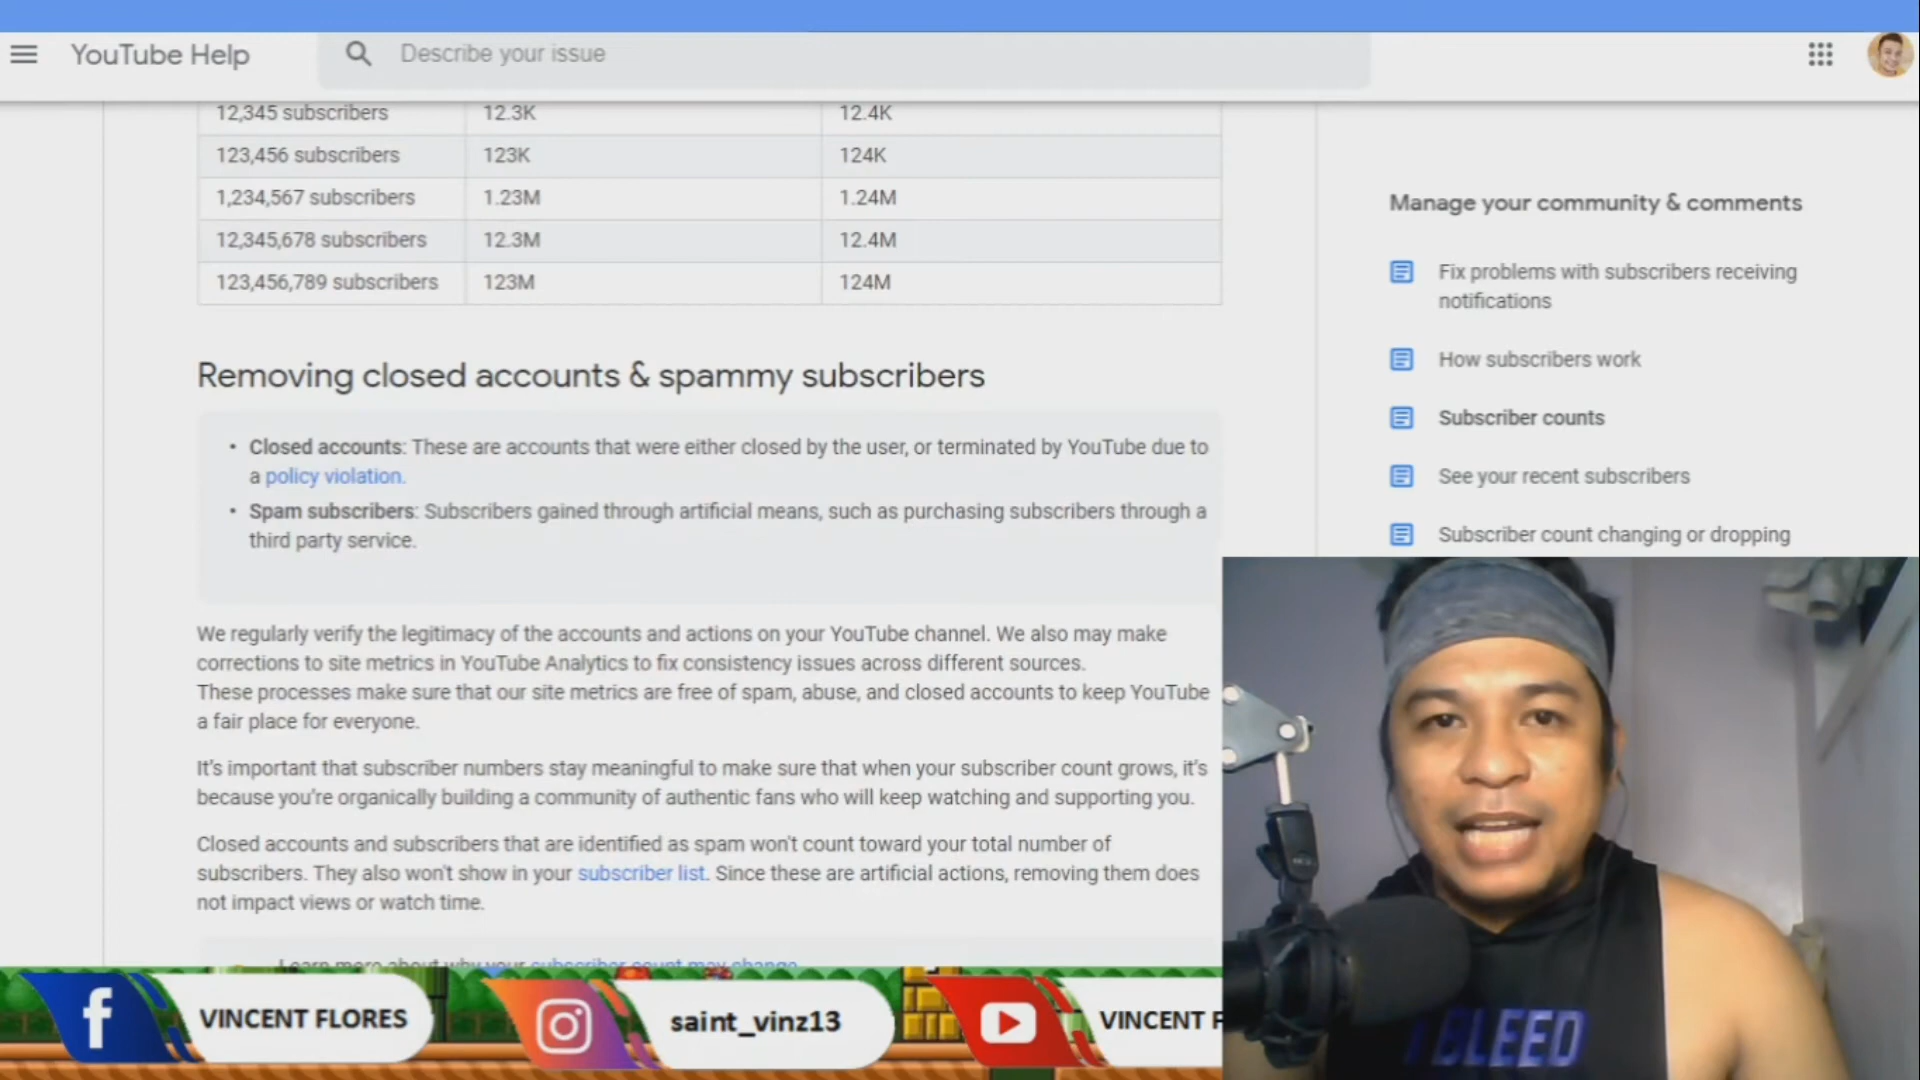 YouTube Help
Describe your issue
12,345 subscribers 12.3K 12.4K
123,456 subscribers 123K 124K
1,234,567 subscribers 1.23M 1.24M
12,345,678 subscribers 12.3M 12.4M
123,456,789 subscribers 123M 124M
Removing closed accounts & spammy subscribers
• Closed accounts: These are accounts that were either closed by the user, or terminated by YouTube due to
a policy violation.
• Spam subscribers: Subscribers gained through artificial means, such as purchasing subscribers through a
third party service.
We regularly verify the legitimacy of the accounts and actions on your YouTube channel. We also may make
corrections to site metrics in YouTube Analytics to fix consistency issues across different sources.
These processes make sure that our site metrics are free of spam, abuse, and closed accounts to keep YouTube
a fair place for everyone.
It's important that subscriber numbers stay meaningful to make sure that when your subscriber count grows, it's
because you're organically building a community of authentic fans who will keep watching and supporting you.
Closed accounts and subscribers that are identified as spam won't count toward your total number of
subscribers. They also won't show in your subscriber list. Since these are artificial actions, removing them does
not impact views or watch time.
Learn more about why your subscriber count may change
Manage your community & comments
Fix problems with subscribers receiving
notifications
How subscribers work
Subscriber counts
See your recent subscribers
Subscriber count changing or dropping
VINCENT FLORES
saint_vinz13
VINCENT F
I BLEED